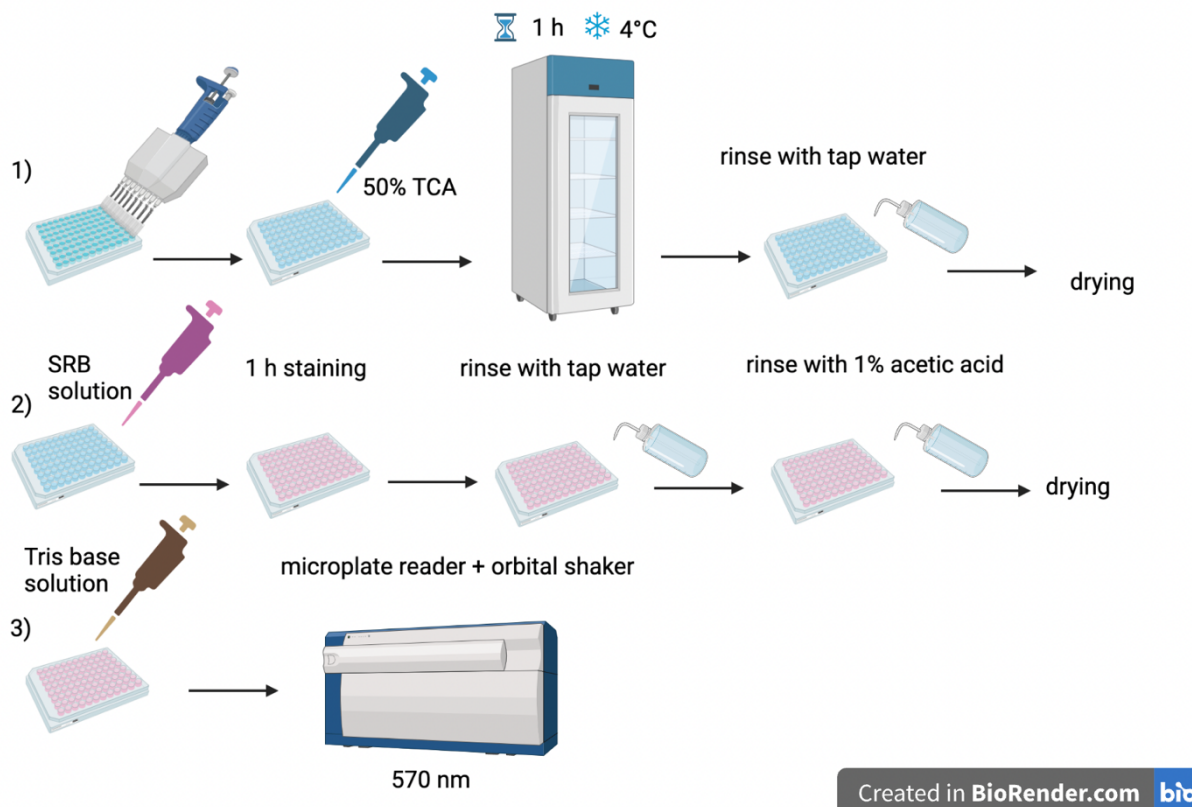 1 h 4°C
1)
50% TCA
rinse with tap water
drying
SRB
solution
1 h staining
rinse with tap water
rinse with 1% acetic acid
2)
drying
Tris base
solution
microplate reader + orbital shaker
3)
570 nm
Created in BioRender.com